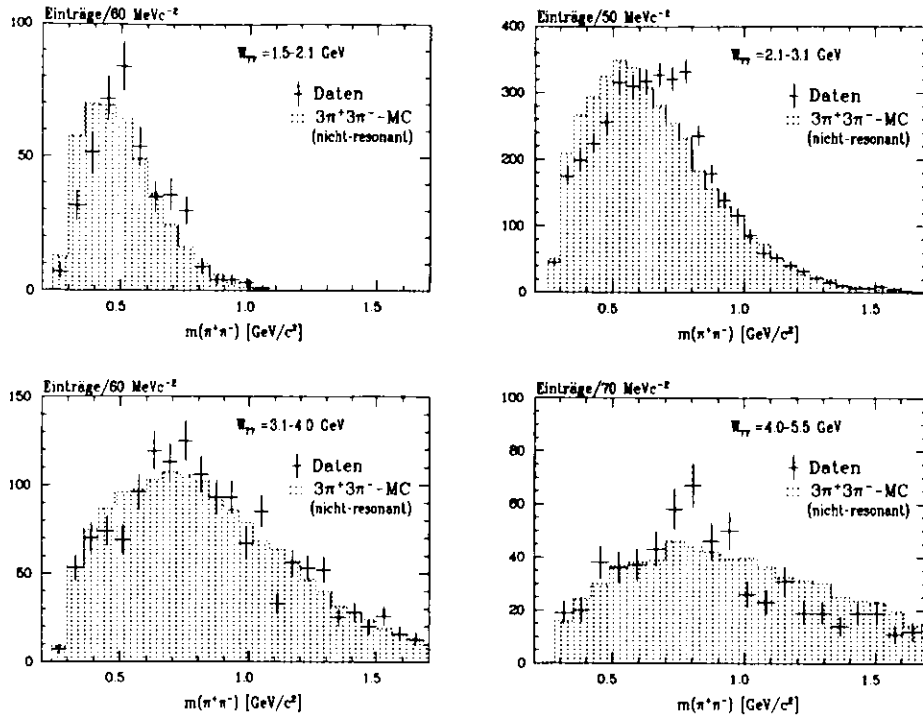 Einträge/60 MeVc⁻²
W_γγ =1.5-2.1 GeV
Daten
3π⁺3π⁻-MC
(nicht-resonant)
50
0
0.5
1.0
1.5
m(π⁺π⁻) [GeV/c²]
Einträge/50 MeVc⁻²
W_γγ =2.1-3.1 GeV
Daten
3π⁺3π⁻-MC
(nicht-resonant)
400
300
200
100
0
0.5
1.0
1.5
m(π⁺π⁻) [GeV/c²]
Einträge/60 MeVc⁻²
W_γγ =3.1-4.0 GeV
Daten
3π⁺3π⁻-MC
(nicht-resonant)
150
100
50
0
0.5
1.0
1.5
m(π⁺π⁻) [GeV/c²]
Einträge/70 MeVc⁻²
W_γγ =4.0-5.5 GeV
Daten
3π⁺3π⁻-MC
(nicht-resonant)
100
80
60
40
20
0
0.5
1.0
1.5
m(π⁺π⁻) [GeV/c²]